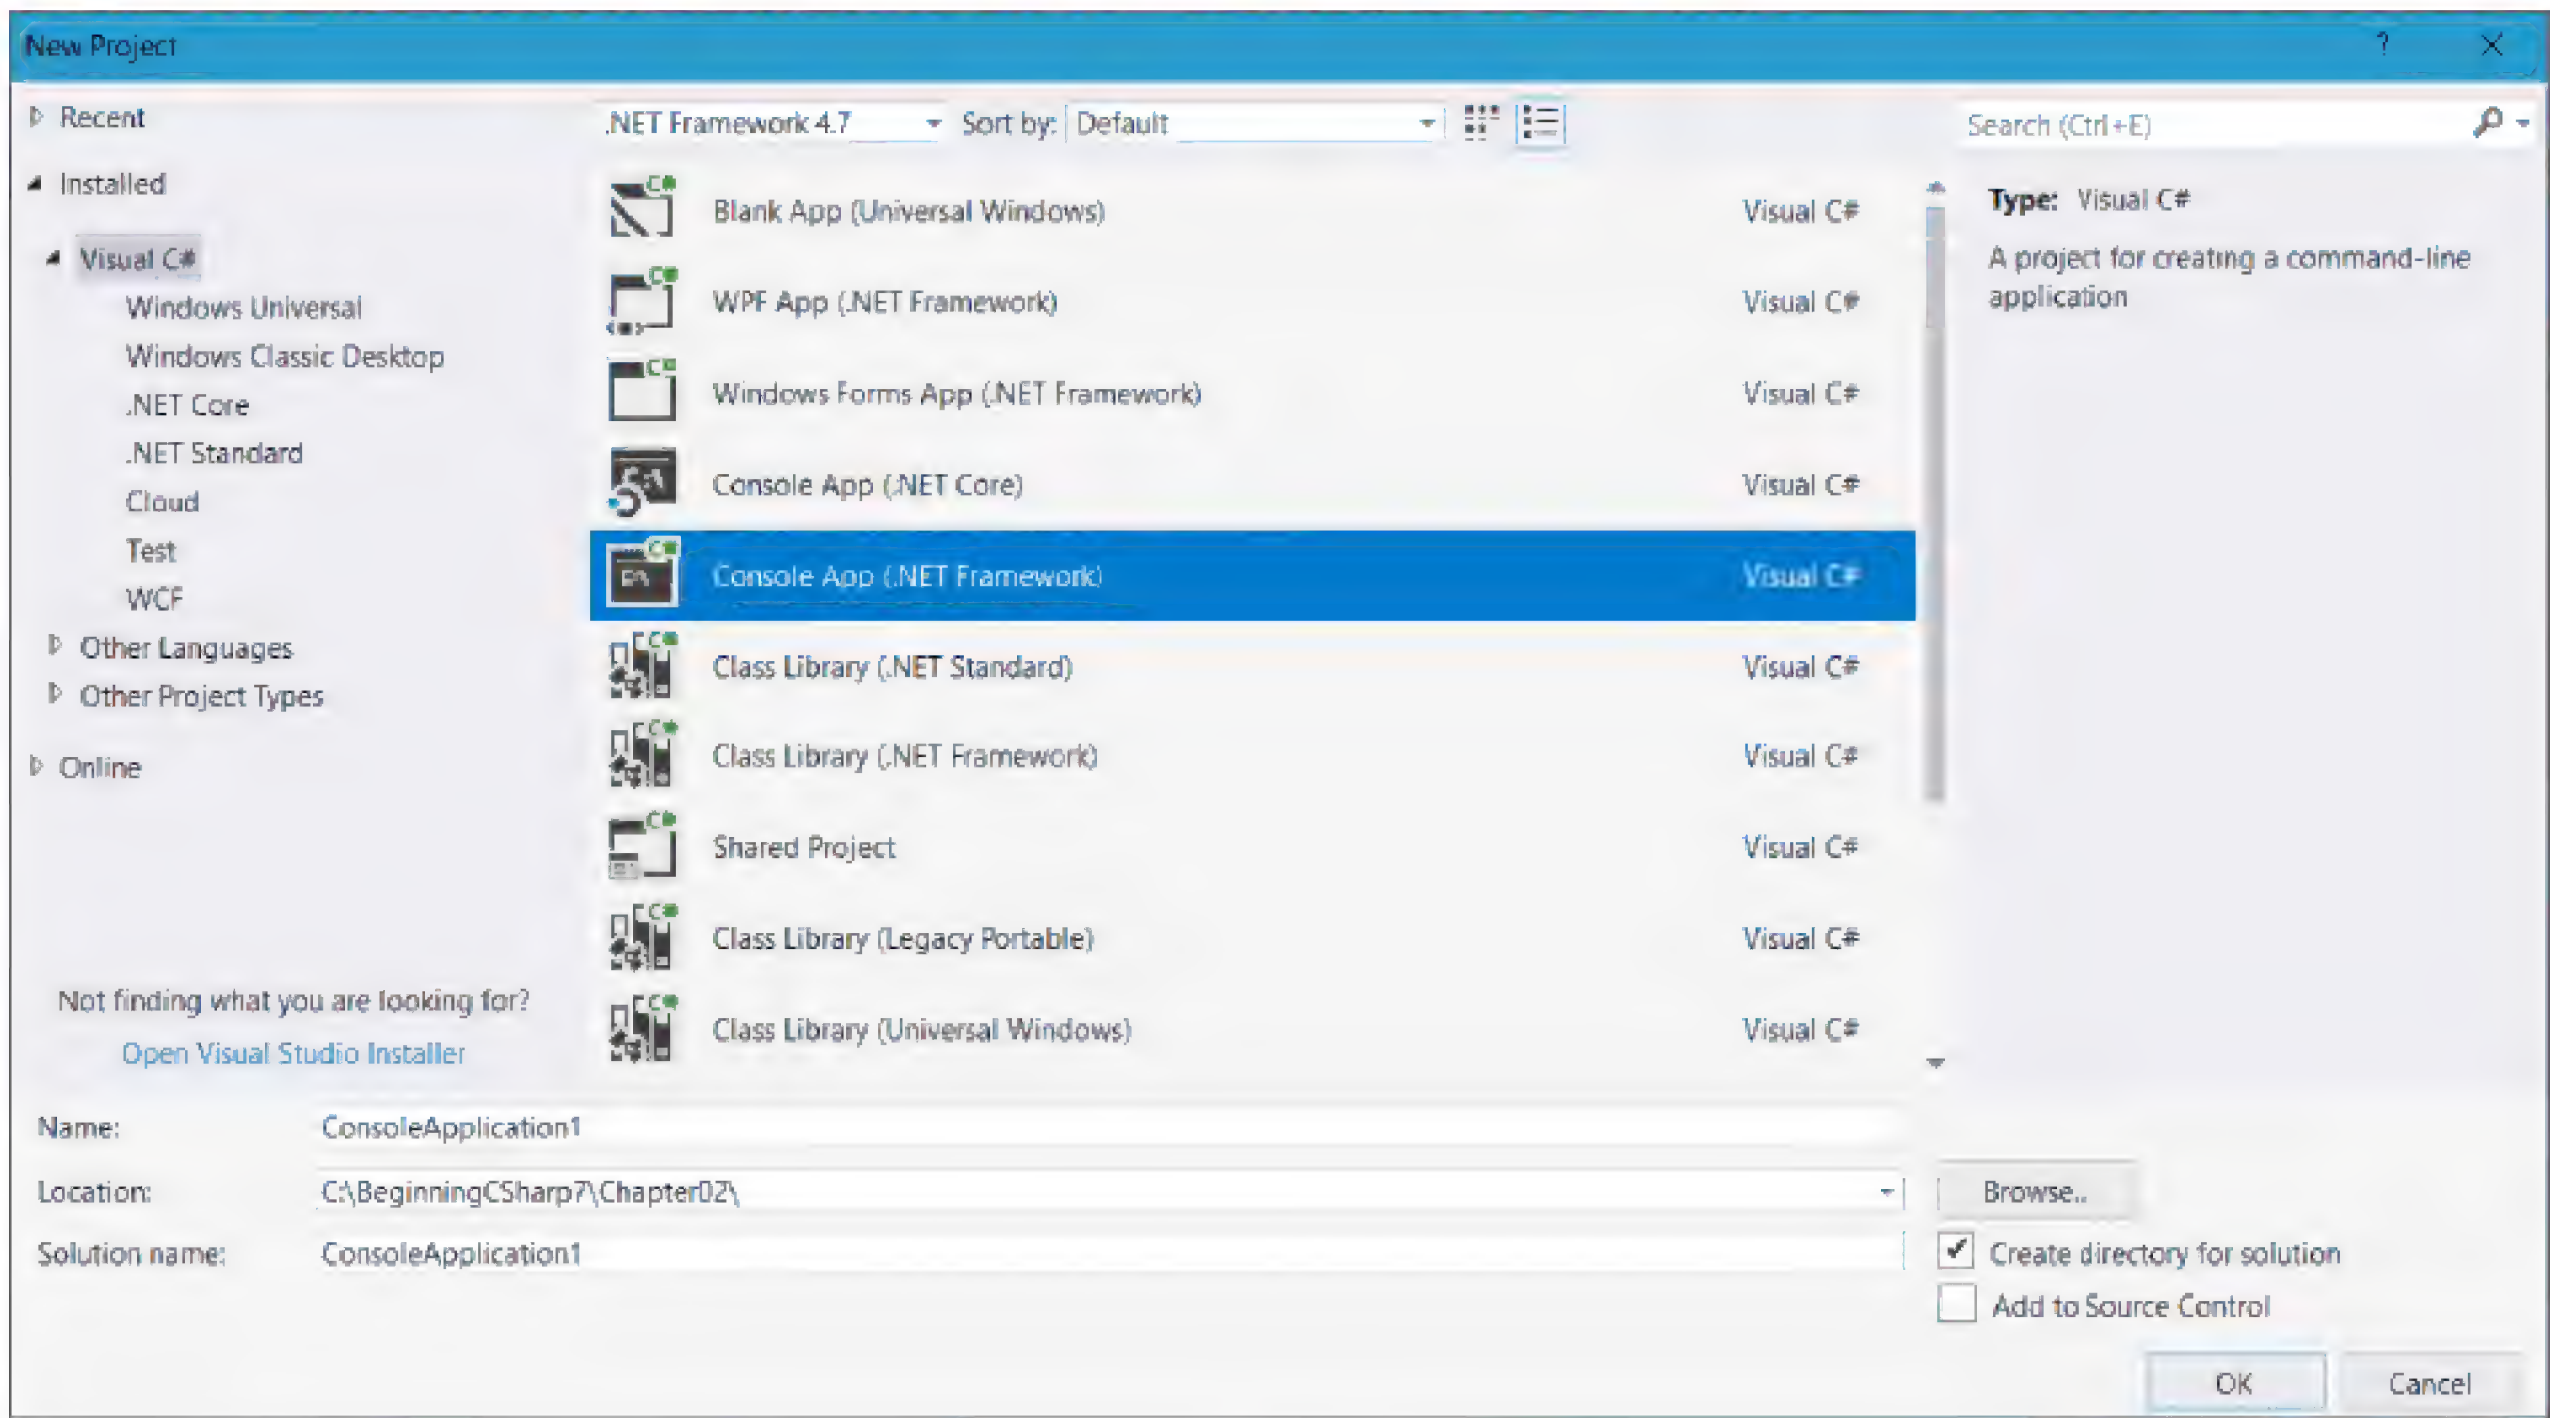 New Project ? X
Recent
Installed
Visual C#
Windows Universal
Windows Classic Desktop
.NET Core
.NET Standard
Cloud
Test
WCF
Other Languages
Other Project Types
Online
Not finding what you are looking for?
Open Visual Studio Installer
.NET Framework 4.7 Sort by: Default
Blank App (Universal Windows) Visual C#
WPF App (.NET Framework) Visual C#
Windows Forms App (.NET Framework) Visual C#
Console App (.NET Core) Visual C#
Console App (.NET Framework) Visual C#
Class Library (.NET Standard) Visual C#
Class Library (.NET Framework) Visual C#
Shared Project Visual C#
Class Library (Legacy Portable) Visual C#
Class Library (Universal Windows) Visual C#
Search (Ctrl+E)
Type: Visual C#
A project for creating a command-line
application
Name: ConsoleApplication1
Location: C:\BeginningCSharp7\Chapter02\
Browse..
Solution name: ConsoleApplication1
Create directory for solution
Add to Source Control
OK Cancel